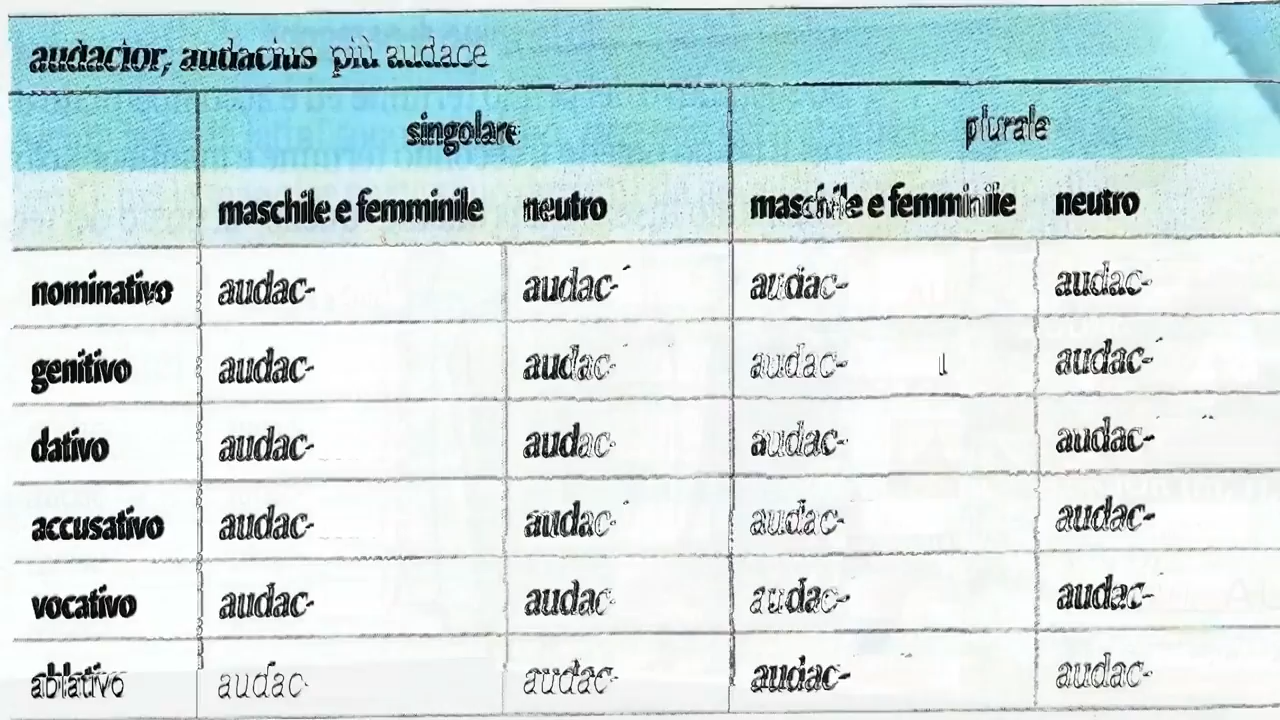 audacior, audacius più audace
singolare plurale
maschile e femminile neutro maschile e femminile neutro
nominativo audac- audac- audac- audac-
genitivo audac- audac- audac- audac-
dativo audac- audac- audac- audac-
accusativo audac- audac- audac- audac-
vocativo audac- audac- audac- audac-
ablativo audac- audac- audac- audac-